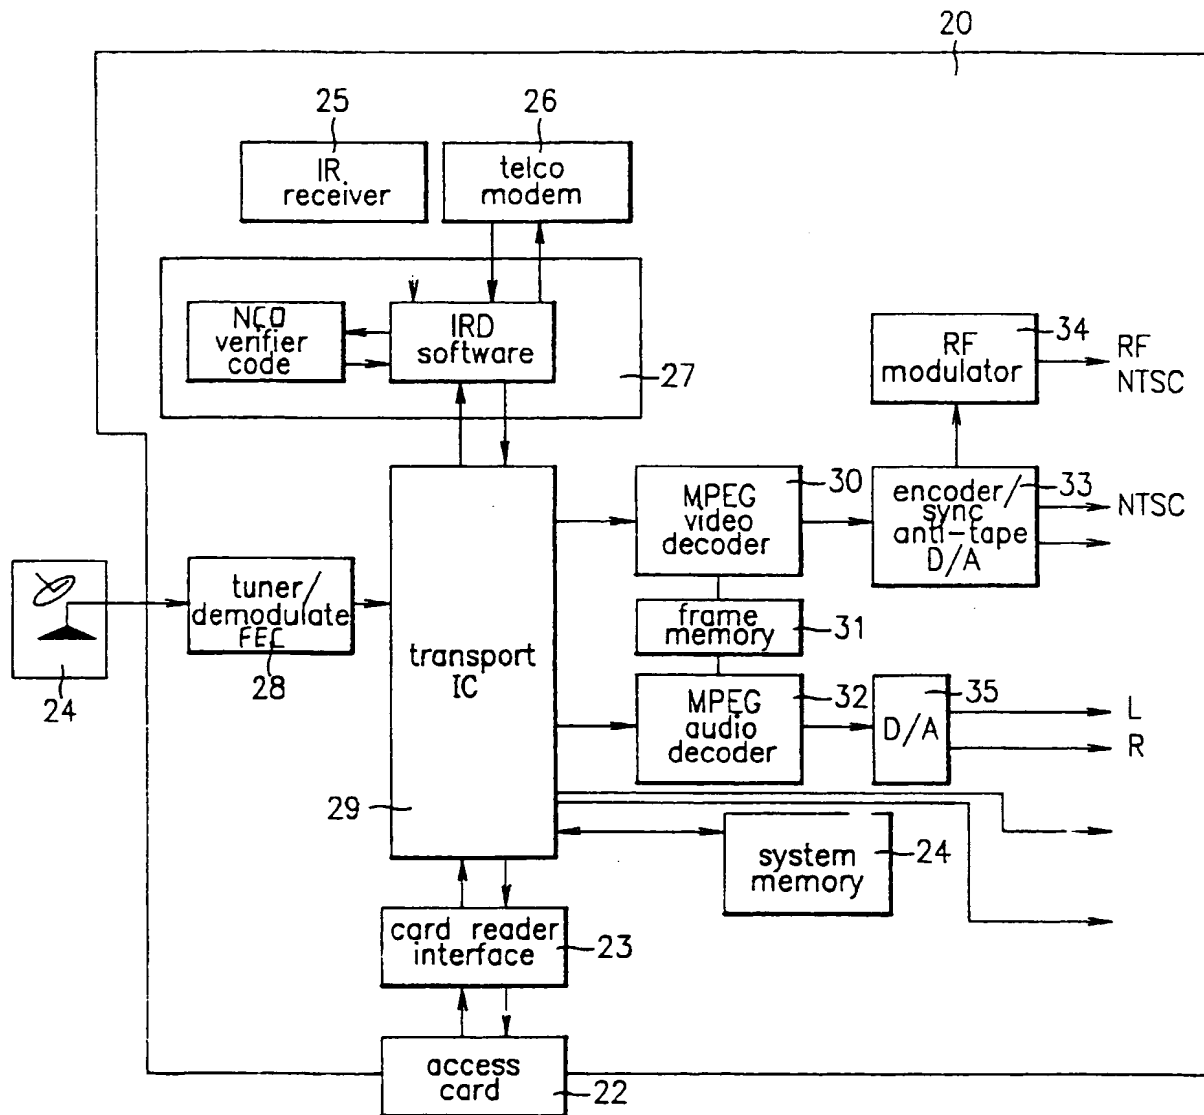 20
25
26
IR
receiver
telco
modem
NCO
verifier
code
IRD
software
27
RF
modulator
34
RF
NTSC
MPEG
video
decoder
30
encoder/
sync
anti-tape
D/A
33
NTSC
tuner/
demodulate
FEC
28
24
transport
IC
29
frame
memory
31
MPEG
audio
decoder
32
D/A
35
L
R
system
memory
24
card reader
interface
23
access
card
22